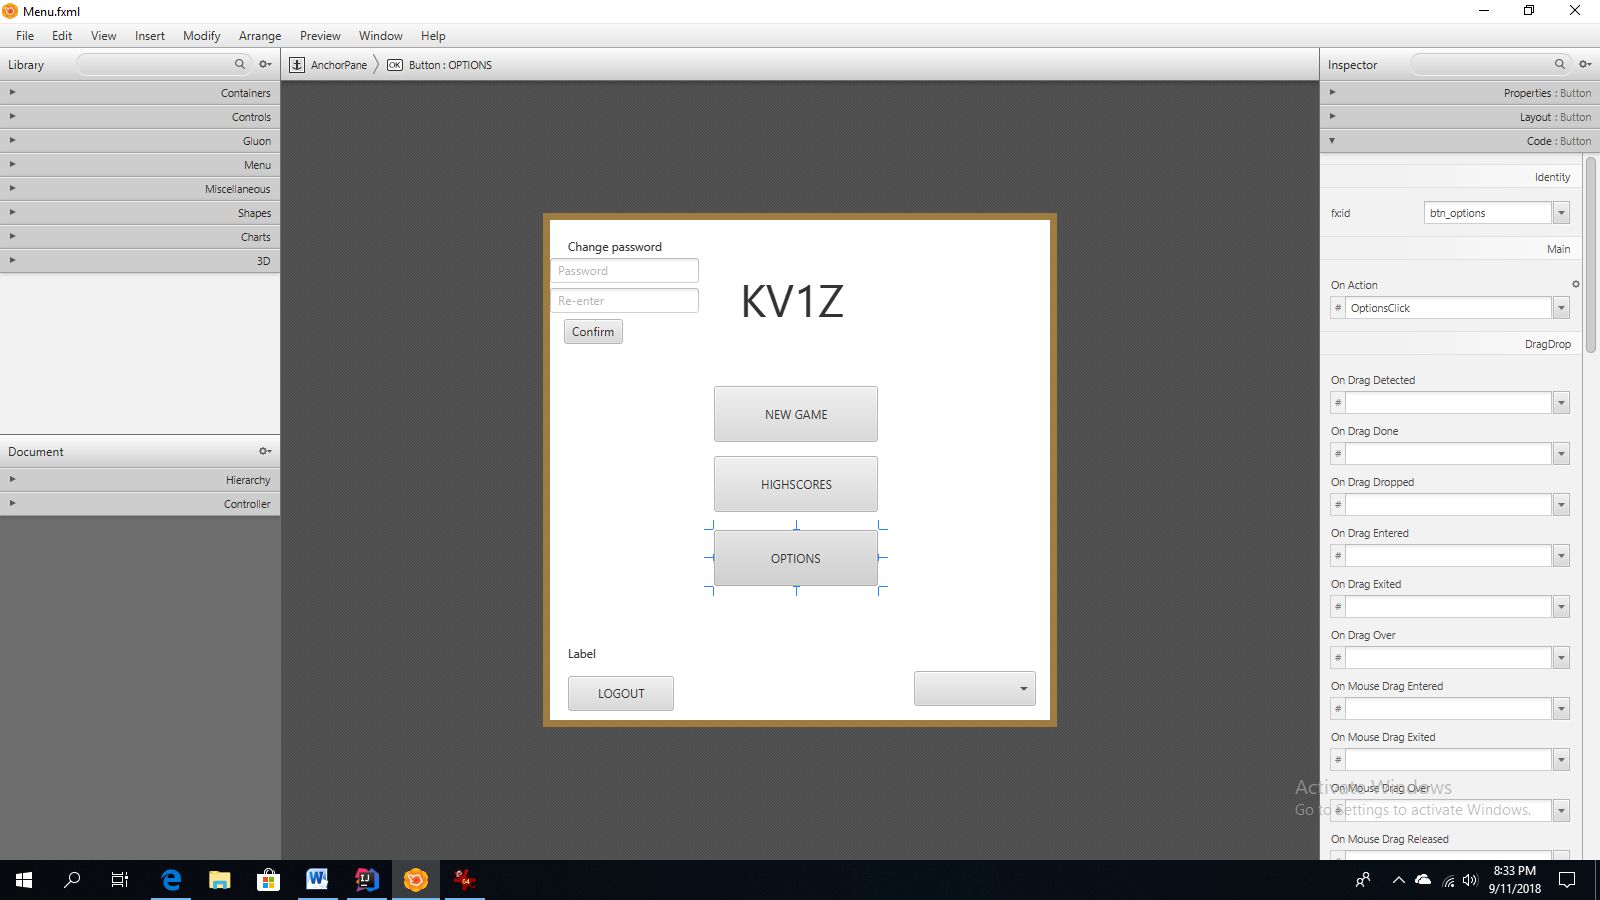 Menu.fxml
File Edit View Insert Modify Arrange Preview Window Help
Library
AnchorPane
OK Button : OPTIONS
Inspector
Containers
Controls
Gluon
Menu
Miscellaneous
Shapes
Charts
3D
Document
Hierarchy
Controller
Change password
Password
Re-enter
Confirm
KV1Z
NEW GAME
HIGHSCORES
OPTIONS
Label
LOGOUT
Properties : Button
Layout : Button
Code : Button
Identity
fx:id
btn_options
Main
On Action
# OptionsClick
DragDrop
On Drag Detected
#
On Drag Done
#
On Drag Dropped
#
On Drag Entered
#
On Drag Exited
#
On Drag Over
#
On Mouse Drag Entered
#
On Mouse Drag Exited
#
On Mouse Drag Over
#
On Mouse Drag Released
#
Activate Windows
Go to Settings to activate Windows.
W
IJ
64
8:33 PM
9/11/2018